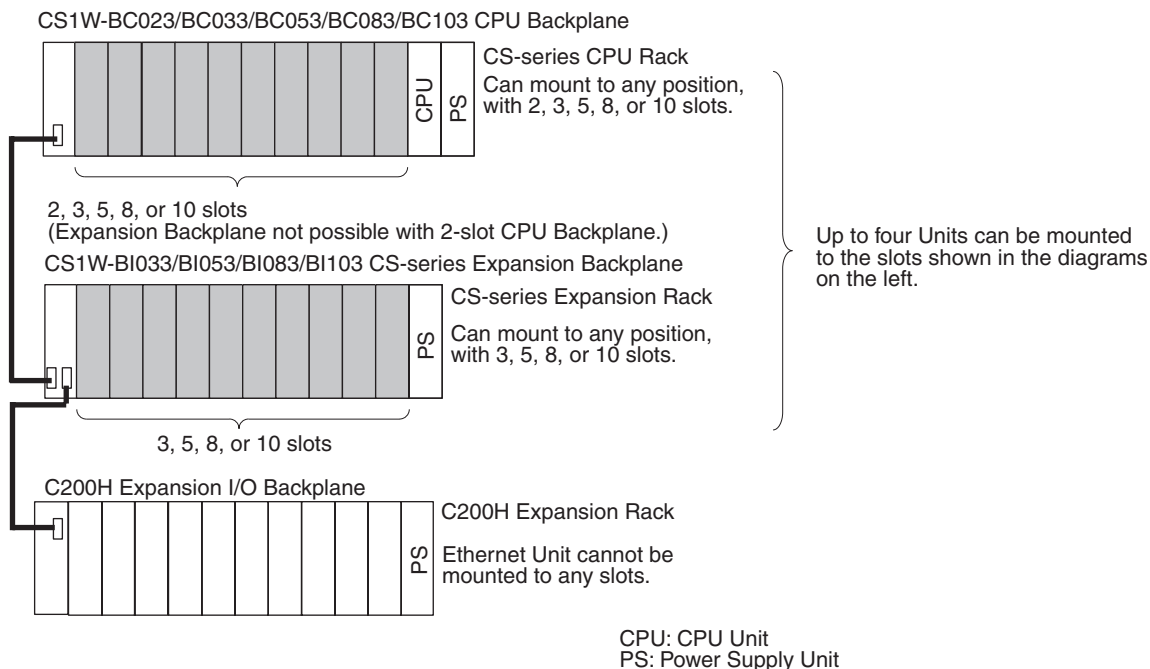 CS1W-BC023/BC033/BC053/BC083/BC103 CPU Backplane
CS-series CPU Rack
Can mount to any position,
with 2, 3, 5, 8, or 10 slots.
CPU
PS
2, 3, 5, 8, or 10 slots
(Expansion Backplane not possible with 2-slot CPU Backplane.)
CS1W-BI033/BI053/BI083/BI103 CS-series Expansion Backplane
CS-series Expansion Rack
Can mount to any position,
with 3, 5, 8, or 10 slots.
PS
3, 5, 8, or 10 slots
Up to four Units can be mounted
to the slots shown in the diagrams
on the left.
C200H Expansion I/O Backplane
C200H Expansion Rack
Ethernet Unit cannot be
mounted to any slots.
PS
CPU: CPU Unit
PS: Power Supply Unit